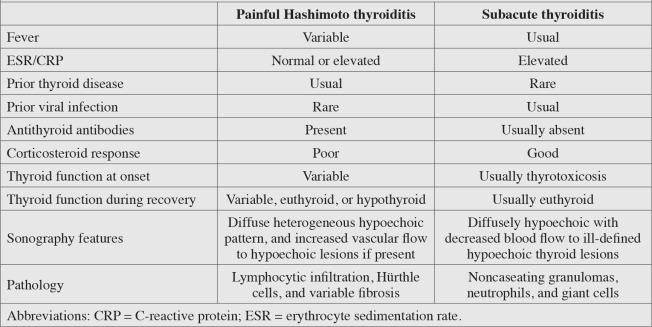 Painful Hashimoto thyroiditis Subacute thyroiditis
Fever Variable Usual
ESR/CRP Normal or elevated Elevated
Prior thyroid disease Usual Rare
Prior viral infection Rare Usual
Antithyroid antibodies Present Usually absent
Corticosteroid response Poor Good
Thyroid function at onset Variable Usually thyrotoxicosis
Thyroid function during recovery Variable, euthyroid, or hypothyroid Usually euthyroid
Sonography features
Diffuse heterogeneous hypoechoic
pattern, and increased vascular flow
to hypoechoic lesions if present
Diffusely hypoechoic with
decreased blood flow to ill-defined
hypoechoic thyroid lesions
Pathology
Lymphocytic infiltration, Hürthle
cells, and variable fibrosis
Noncaseating granulomas,
neutrophils, and giant cells
Abbreviations: CRP = C-reactive protein; ESR = erythrocyte sedimentation rate.